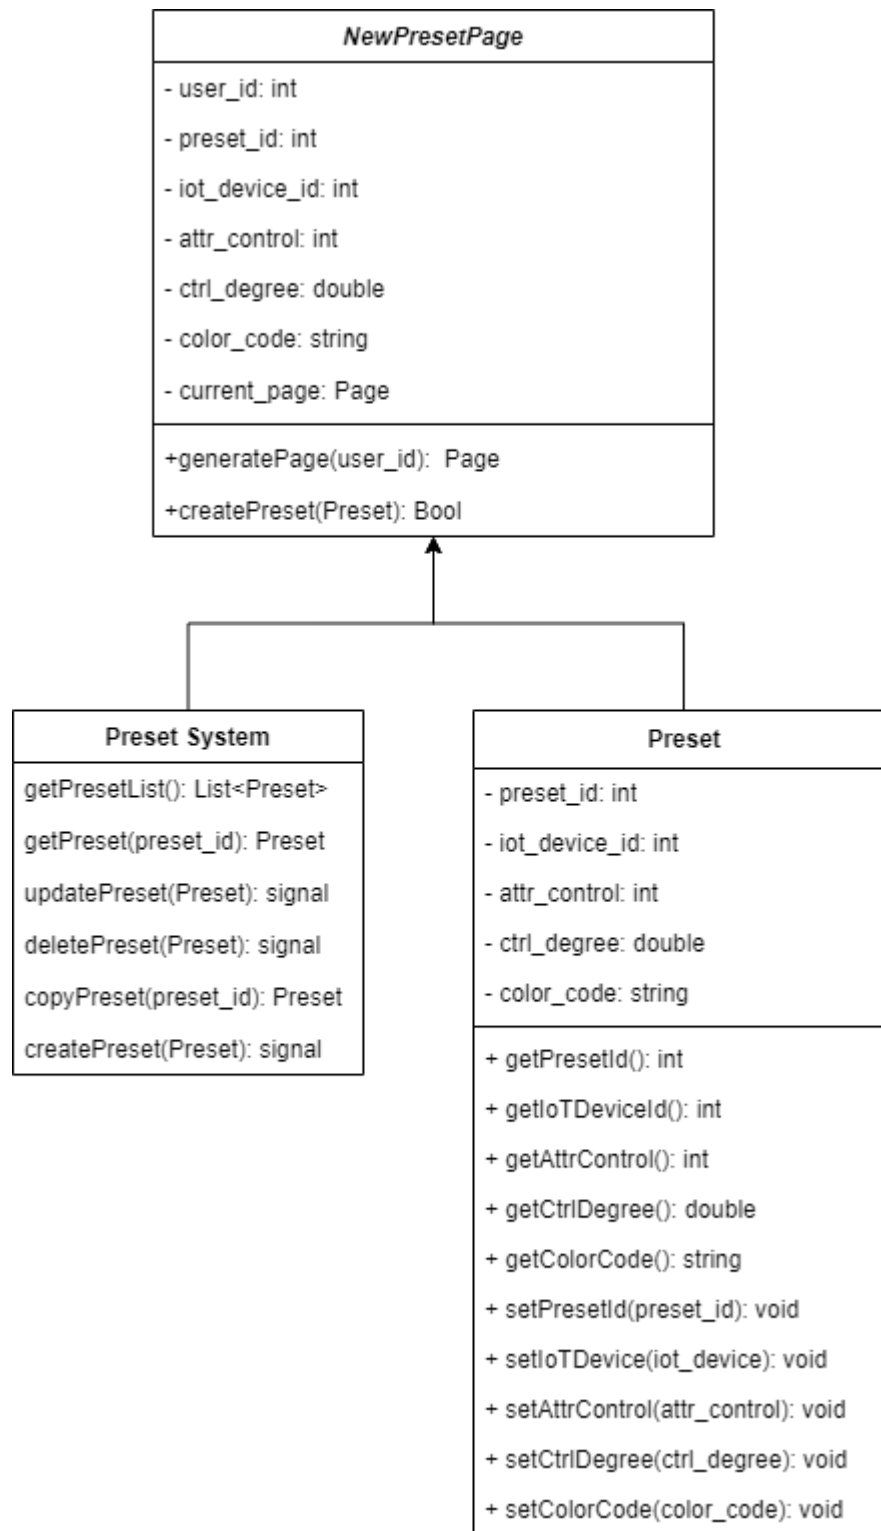 NewPresetPage
- user_id: int
- preset_id: int
- iot_device_id: int
- attr_control: int
- ctrl_degree: double
- color_code: string
- current_page: Page
+generatePage(user_id): Page
+createPreset(Preset): Bool
Preset System
getPresetList(): List<Preset>
getPreset(preset_id): Preset
updatePreset(Preset): signal
deletePreset(Preset): signal
copyPreset(preset_id): Preset
createPreset(Preset): signal
Preset
- preset_id: int
- iot_device_id: int
- attr_control: int
- ctrl_degree: double
- color_code: string
+ getPresetId(): int
+ getIoTDeviceId(): int
+ getAttrControl(): int
+ getCtrlDegree(): double
+ getColorCode(): string
+ setPresetId(preset_id): void
+ setIoTDevice(iot_device): void
+ setAttrControl(attr_control): void
+ setCtrlDegree(ctrl_degree): void
+ setColorCode(color_code): void